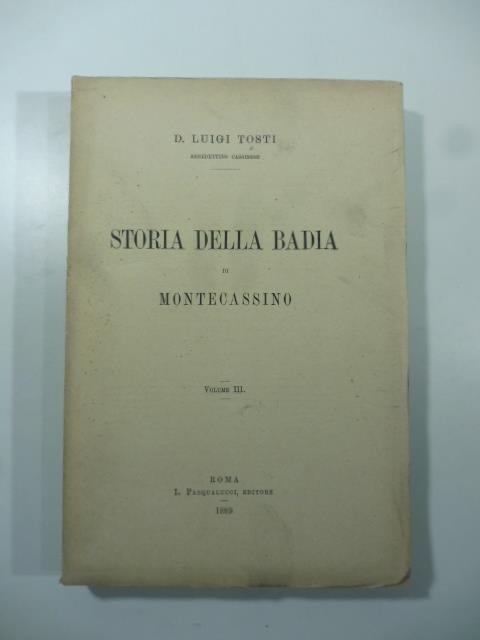 D. LUIGI TOSTI
BENEDETTINO CASSINESE
STORIA DELLA BADIA
DI
MONTECASSINO
VOLUME III.
ROMA
L. PASQUALUCCI, EDITORE
1889